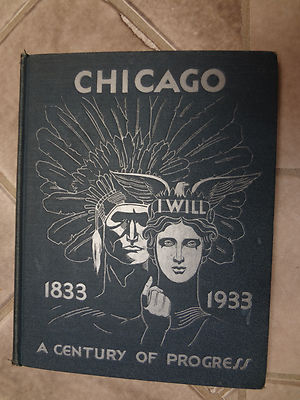 CHICAGO
I WILL
1833 1933
A CENTURY OF PROGRESS